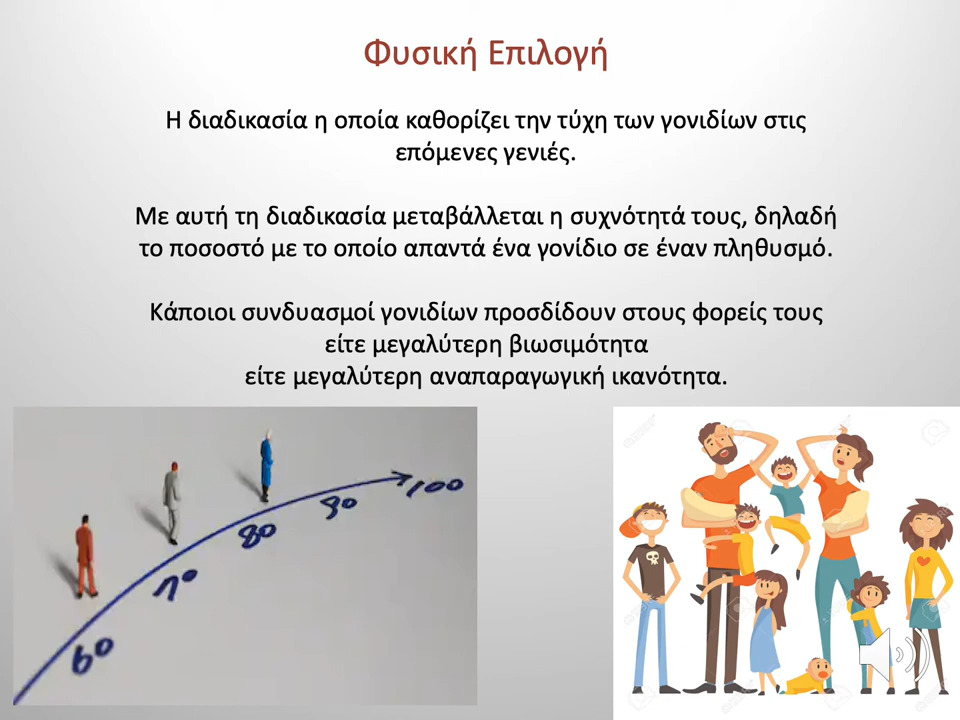 Φυσική Επιλογή
Η διαδικασία η οποία καθορίζει την τύχη των γονιδίων στις
επόμενες γενιές.
Με αυτή τη διαδικασία μεταβάλλεται η συχνότητά τους, δηλαδή
το ποσοστό με το οποίο απαντά ένα γονίδιο σε έναν πληθυσμό.
Κάποιοι συνδυασμοί γονιδίων προσδίδουν στους φορείς τους
είτε μεγαλύτερη βιωσιμότητα
είτε μεγαλύτερη αναπαραγωγική ικανότητα.
60
70
80
90
100